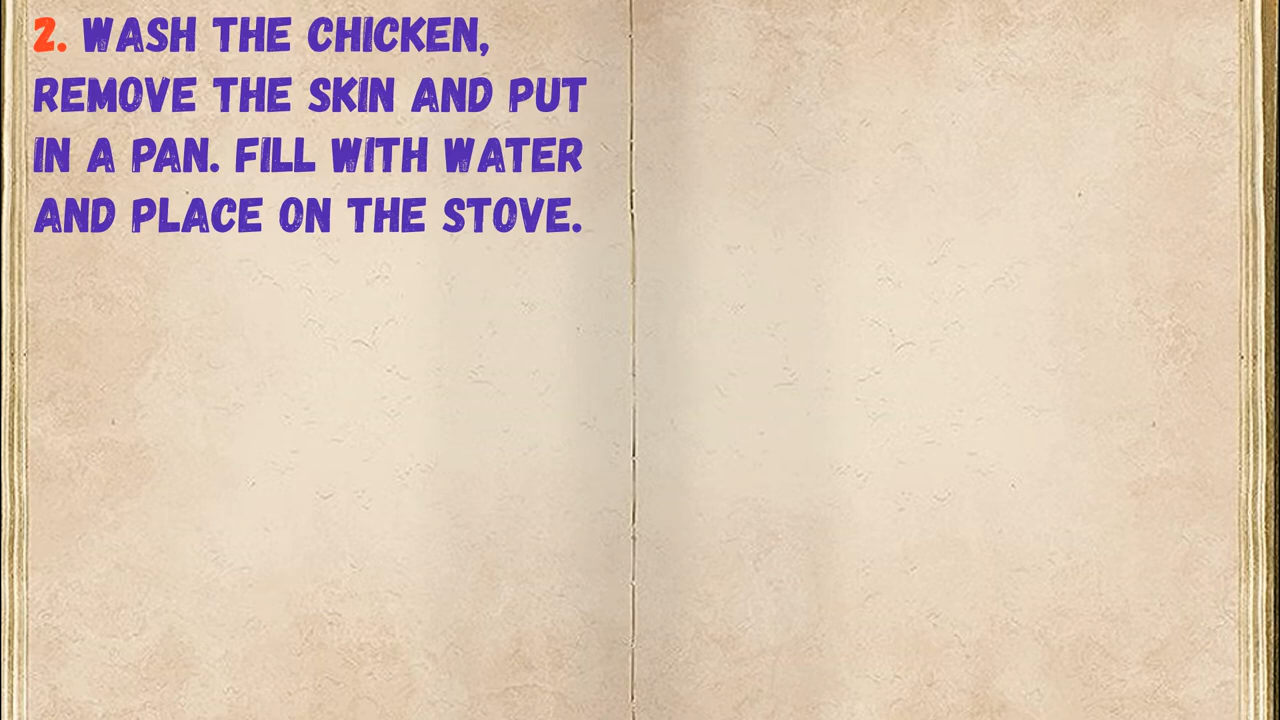 2. WASH THE CHICKEN,
REMOVE THE SKIN AND PUT
IN A PAN. FILL WITH WATER
AND PLACE ON THE STOVE.